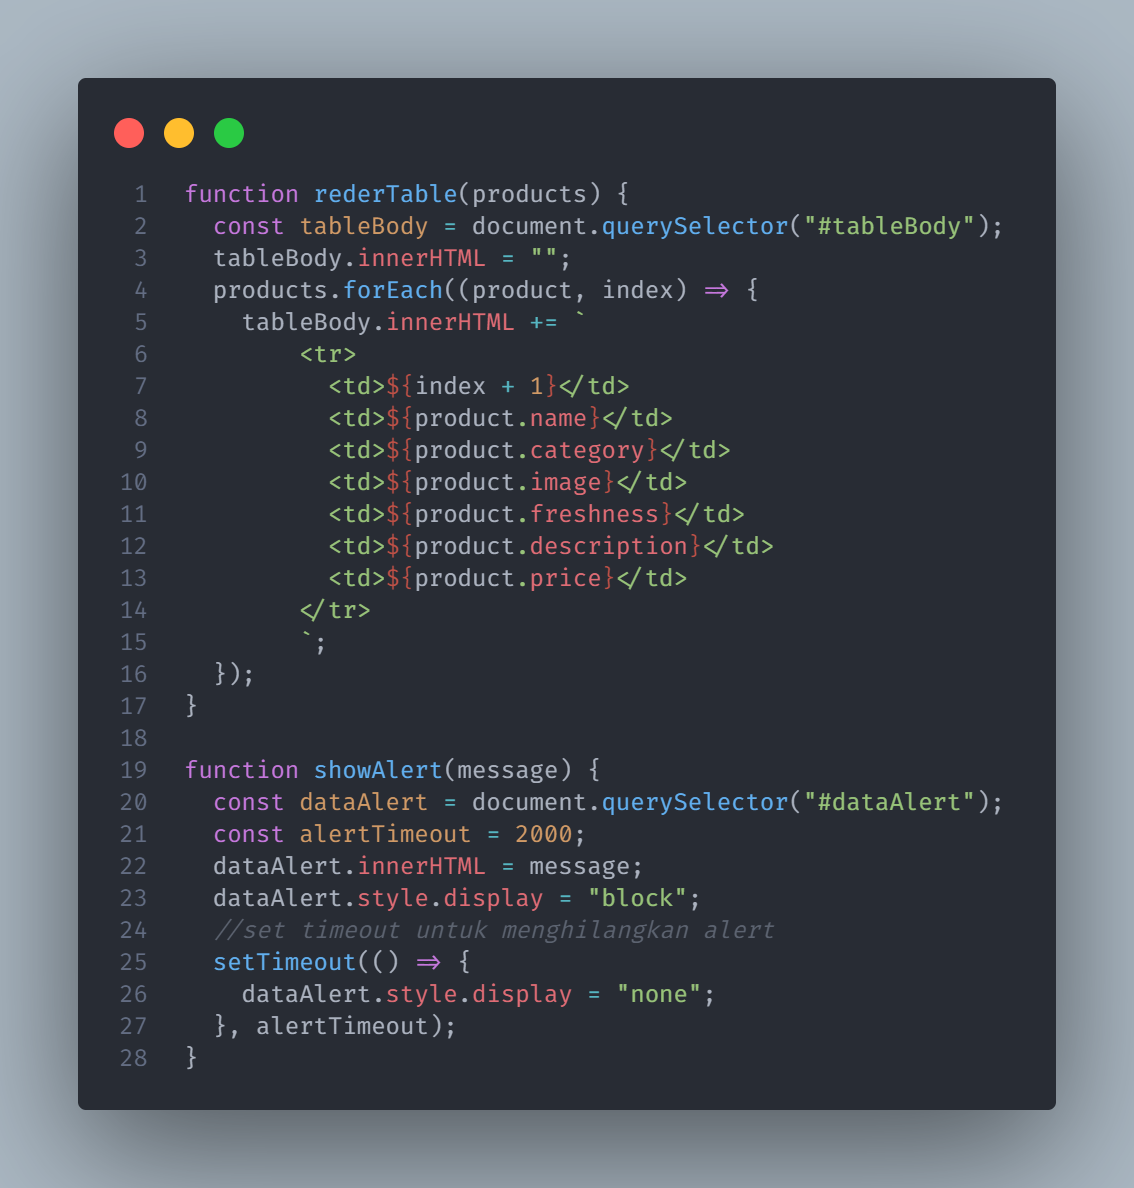 1 function rederTable(products) {
2   const tableBody = document.querySelector("#tableBody");
3   tableBody.innerHTML = "";
4   products.forEach((product, index) => {
5     tableBody.innerHTML += `
6         <tr>
7           <td>${index + 1}</td>
8           <td>${product.name}</td>
9           <td>${product.category}</td>
10           <td>${product.image}</td>
11           <td>${product.freshness}</td>
12           <td>${product.description}</td>
13           <td>${product.price}</td>
14         </tr>
15         `;
16   });
17 }
18
19 function showAlert(message) {
20   const dataAlert = document.querySelector("#dataAlert");
21   const alertTimeout = 2000;
22   dataAlert.innerHTML = message;
23   dataAlert.style.display = "block";
24   //set timeout untuk menghilangkan alert
25   setTimeout(() => {
26     dataAlert.style.display = "none";
27   }, alertTimeout);
28 }